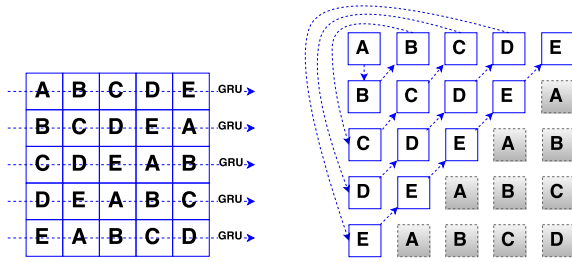 A B C D E GRU
B C D E A GRU
C D E A B GRU
D E A B C GRU
E A B C D GRU
A B C D E
B C D E A
C D E A B
D E A B C
E A B C D